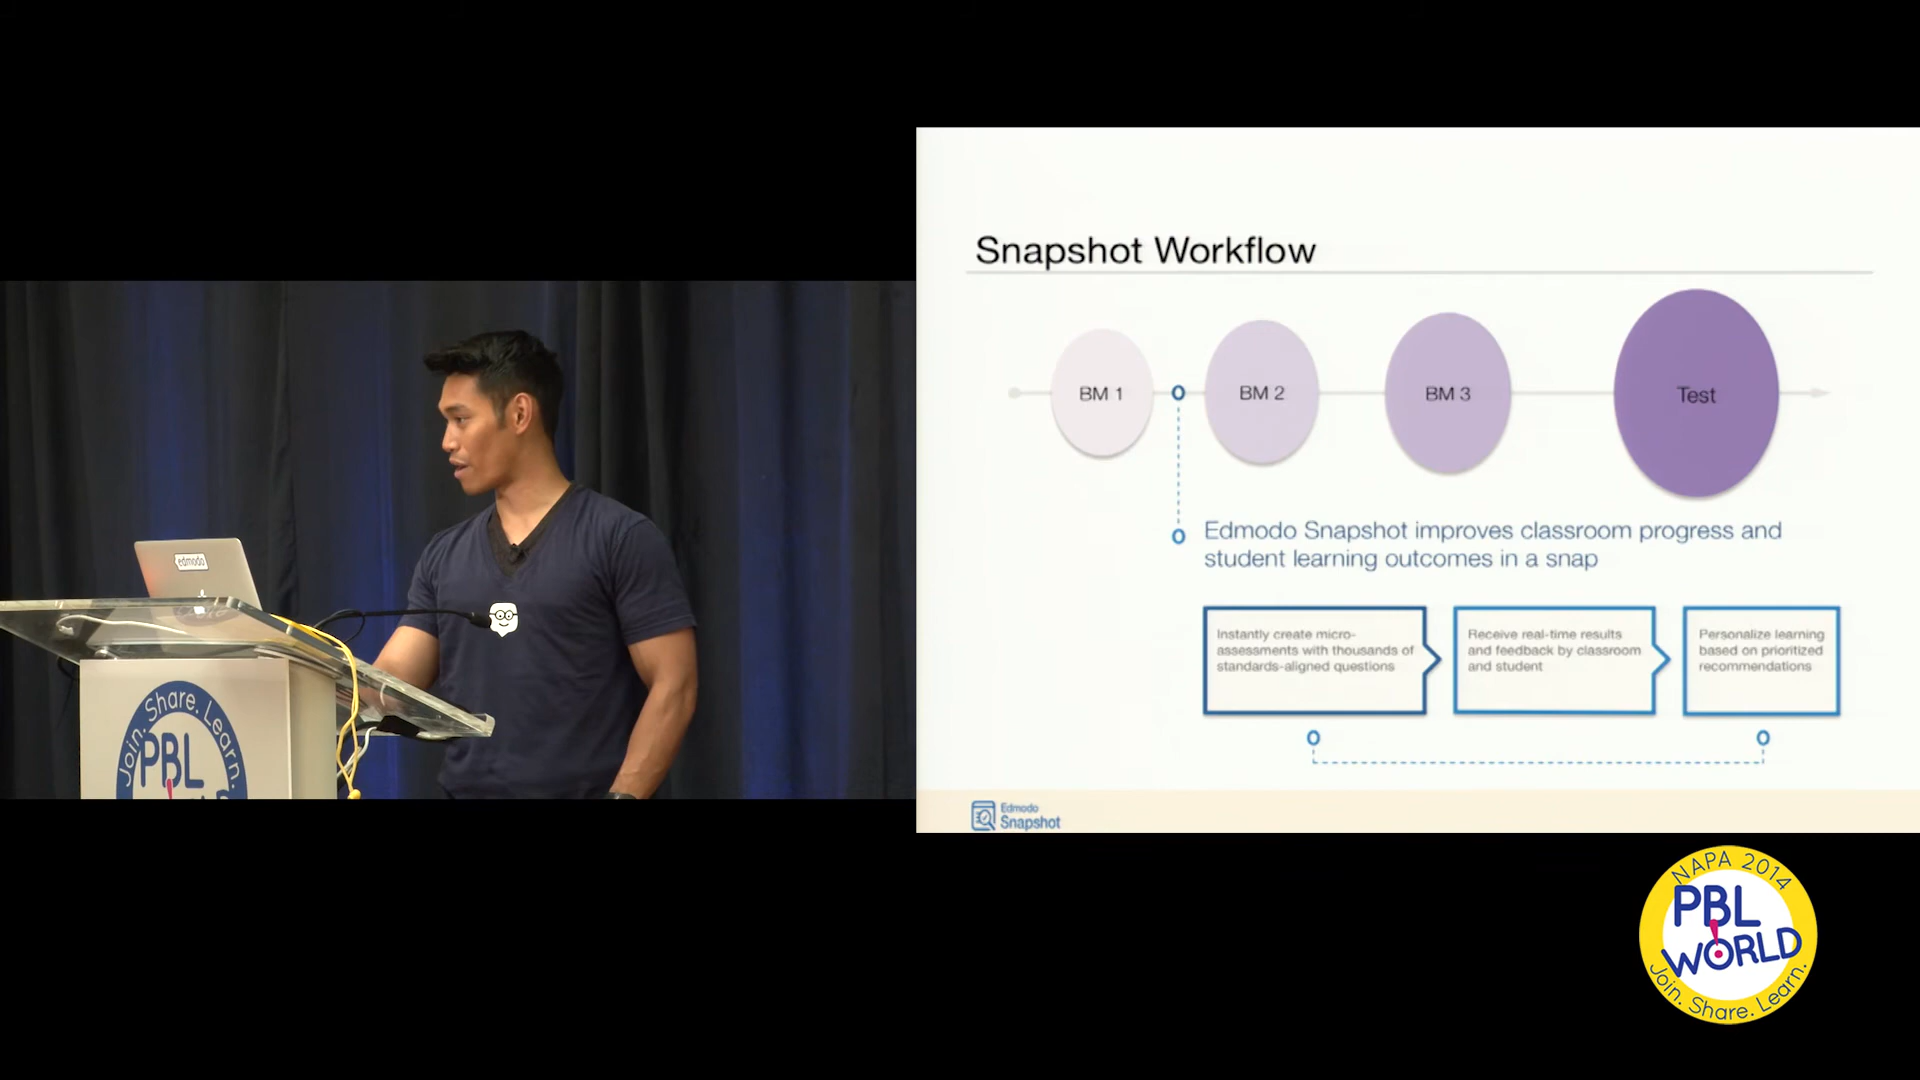 Snapshot Workflow
BM 1
BM 2
BM 3
Test
Edmodo Snapshot improves classroom progress and
student learning outcomes in a snap
Instantly create micro-
assessments with thousands of
standards-aligned questions
Receive real-time results
and feedback by classroom
and student
Personalize learning
based on prioritized
recommendations
Edmodo
Snapshot
edmodo
Join. Share. Learn.
PBL
NAPA 2014
PBL
WORLD
Join. Share. Learn.